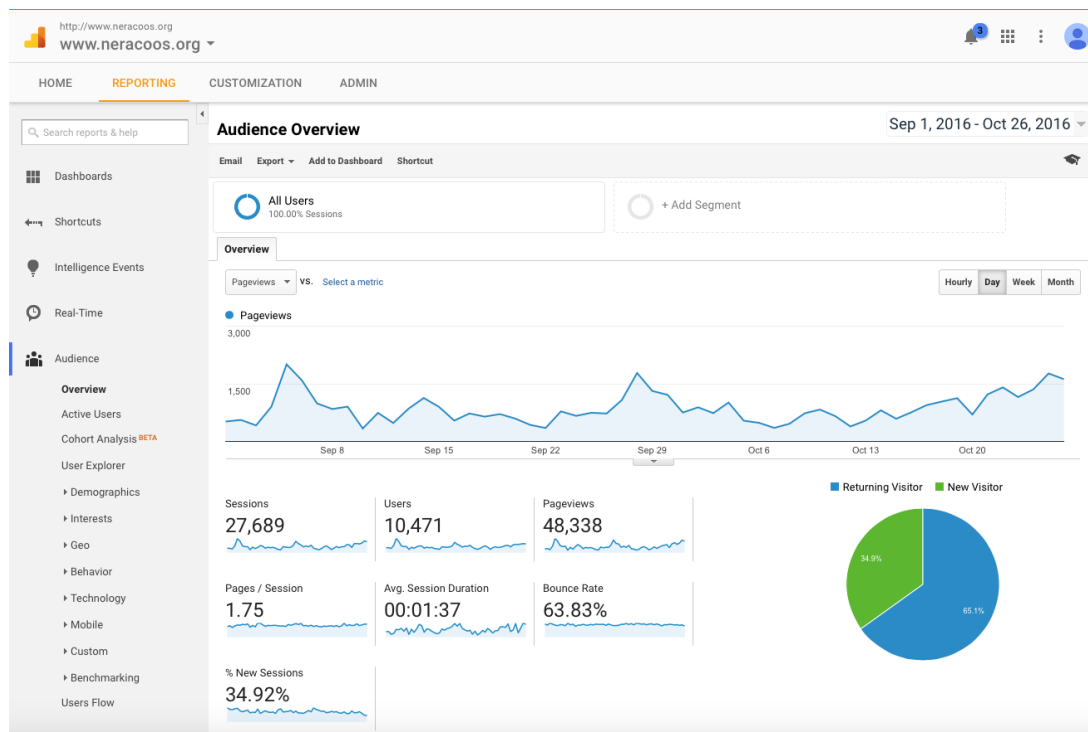 http://www.neracoos.org
www.neracoos.org
3
HOME REPORTING CUSTOMIZATION ADMIN
Search reports & help
Dashboards
Shortcuts
Intelligence Events
Real-Time
Audience
Overview
Active Users
Cohort Analysis BETA
User Explorer
Demographics
Interests
Geo
Behavior
Technology
Mobile
Custom
Benchmarking
Users Flow
Audience Overview
Sep 1, 2016 - Oct 26, 2016
Email Export Add to Dashboard Shortcut
All Users
100.00% Sessions
+ Add Segment
Overview
Pageviews VS. Select a metric
Hourly Day Week Month
Pageviews
3,000
1,500
Sep 8 Sep 15 Sep 22 Sep 29 Oct 6 Oct 13 Oct 20
Sessions
27,689
Users
10,471
Pageviews
48,338
Pages / Session
1.75
Avg. Session Duration
00:01:37
Bounce Rate
63.83%
% New Sessions
34.92%
Returning Visitor New Visitor
34.9%
65.1%